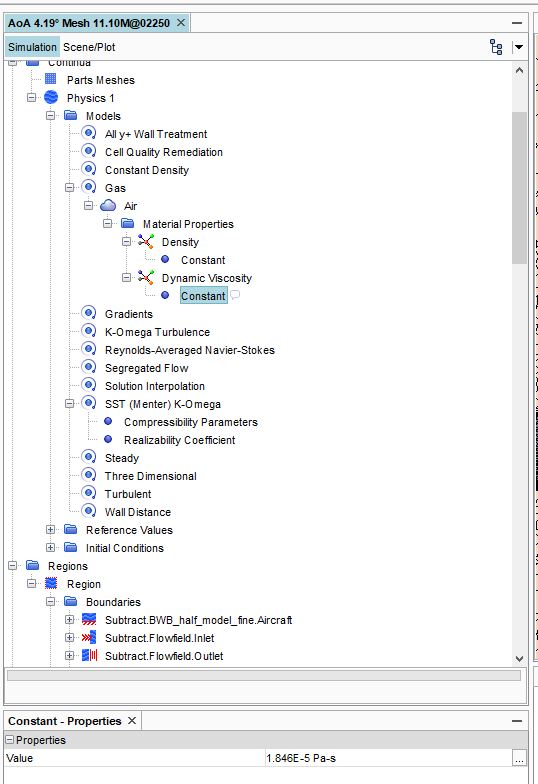 AoA 4.19° Mesh 11.10M@02250
Simulation Scene/Plot
Continua
Parts Meshes
Physics 1
Models
All y+ Wall Treatment
Cell Quality Remediation
Constant Density
Gas
Air
Material Properties
Density
Constant
Dynamic Viscosity
Constant
Gradients
K-Omega Turbulence
Reynolds-Averaged Navier-Stokes
Segregated Flow
Solution Interpolation
SST (Menter) K-Omega
Compressibility Parameters
Realizability Coefficient
Steady
Three Dimensional
Turbulent
Wall Distance
Reference Values
Initial Conditions
Regions
Region
Boundaries
Subtract.BWB_half_model_fine.Aircraft
Subtract.Flowfield.Inlet
Subtract.Flowfield.Outlet
Constant - Properties
Properties
Value 1.846E-5 Pa-s ...